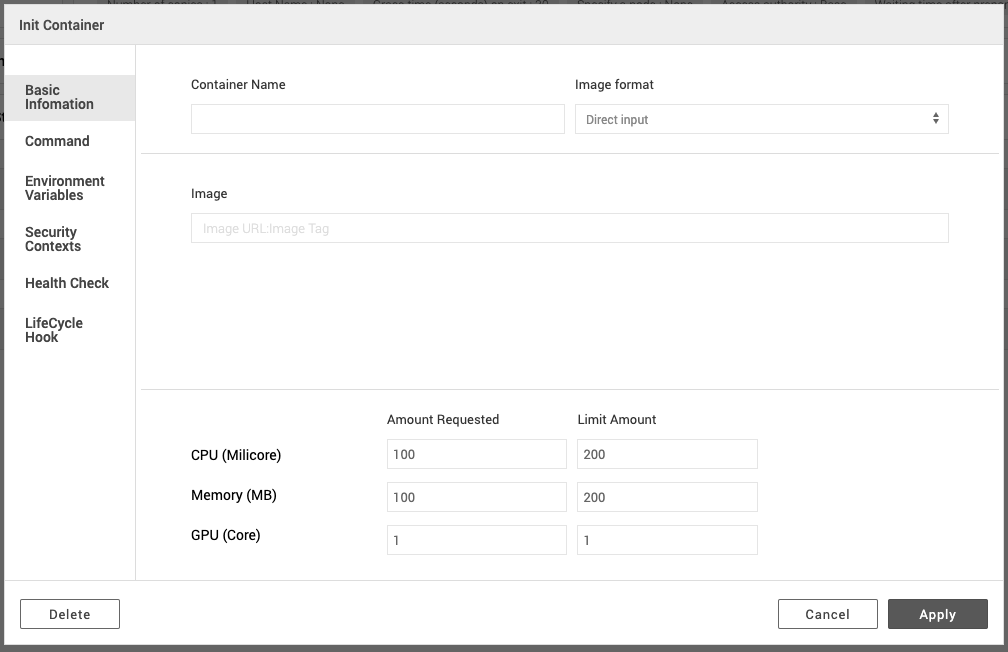 Init Container
Basic
Infomation
Command
Environment
Variables
Security
Contexts
Health Check
LifeCycle
Hook
Container Name
Image format
Direct input
Image
Image URL:Image Tag
Amount Requested
Limit Amount
CPU (Milicore)
100
200
Memory (MB)
100
200
GPU (Core)
1
1
Delete
Cancel
Apply